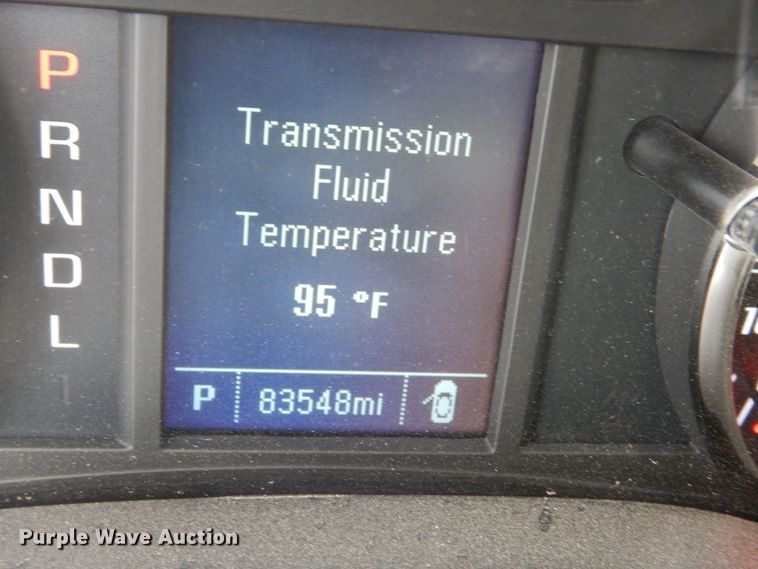 P
R
N
D
L
Transmission
Fluid
Temperature
95 °F
P
83548mi
Purple Wave Auction